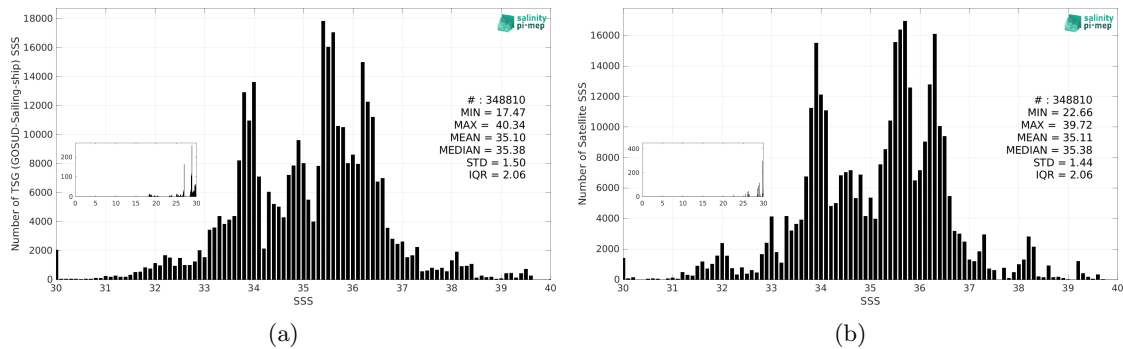 salinity
pi-mep
Number of TSG (GOSUD-Sailing-ship) SSS
18000
16000
14000
12000
10000
8000
6000
4000
2000
0
# : 348810
MIN = 17.47
MAX = 40.34
MEAN = 35.10
MEDIAN = 35.38
STD = 1.50
IQR = 2.06
200
100
0
0 5 10 15 20 25 30
30 31 32 33 34 35 36 37 38 39 40
SSS
(a)
salinity
pi-mep
Number of Satellite SSS
16000
14000
12000
10000
8000
6000
4000
2000
0
# : 348810
MIN = 22.66
MAX = 39.72
MEAN = 35.11
MEDIAN = 35.38
STD = 1.44
IQR = 2.06
400
200
0
0 5 10 15 20 25 30
30 31 32 33 34 35 36 37 38 39 40
SSS
(b)